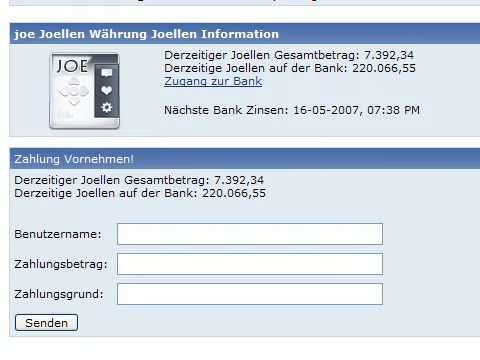 joe Joellen Währung Joellen Information
JOE
Derzeitiger Joellen Gesamtbetrag: 7.392,34
Derzeitige Joellen auf der Bank: 220.066,55
Zugang zur Bank
Nächste Bank Zinsen: 16-05-2007, 07:38 PM
Zahlung Vornehmen!
Derzeitiger Joellen Gesamtbetrag: 7.392,34
Derzeitige Joellen auf der Bank: 220.066,55
Benutzername:
Zahlungsbetrag:
Zahlungsgrund:
Senden